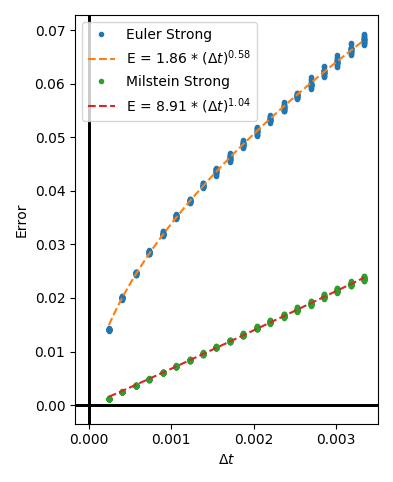 0.07
0.06
0.05
0.04
0.03
0.02
0.01
0.00
Error
Euler Strong
E = 1.86 * (Δt)^0.58
Milstein Strong
E = 8.91 * (Δt)^1.04
0.000 0.001 0.002 0.003
Δt